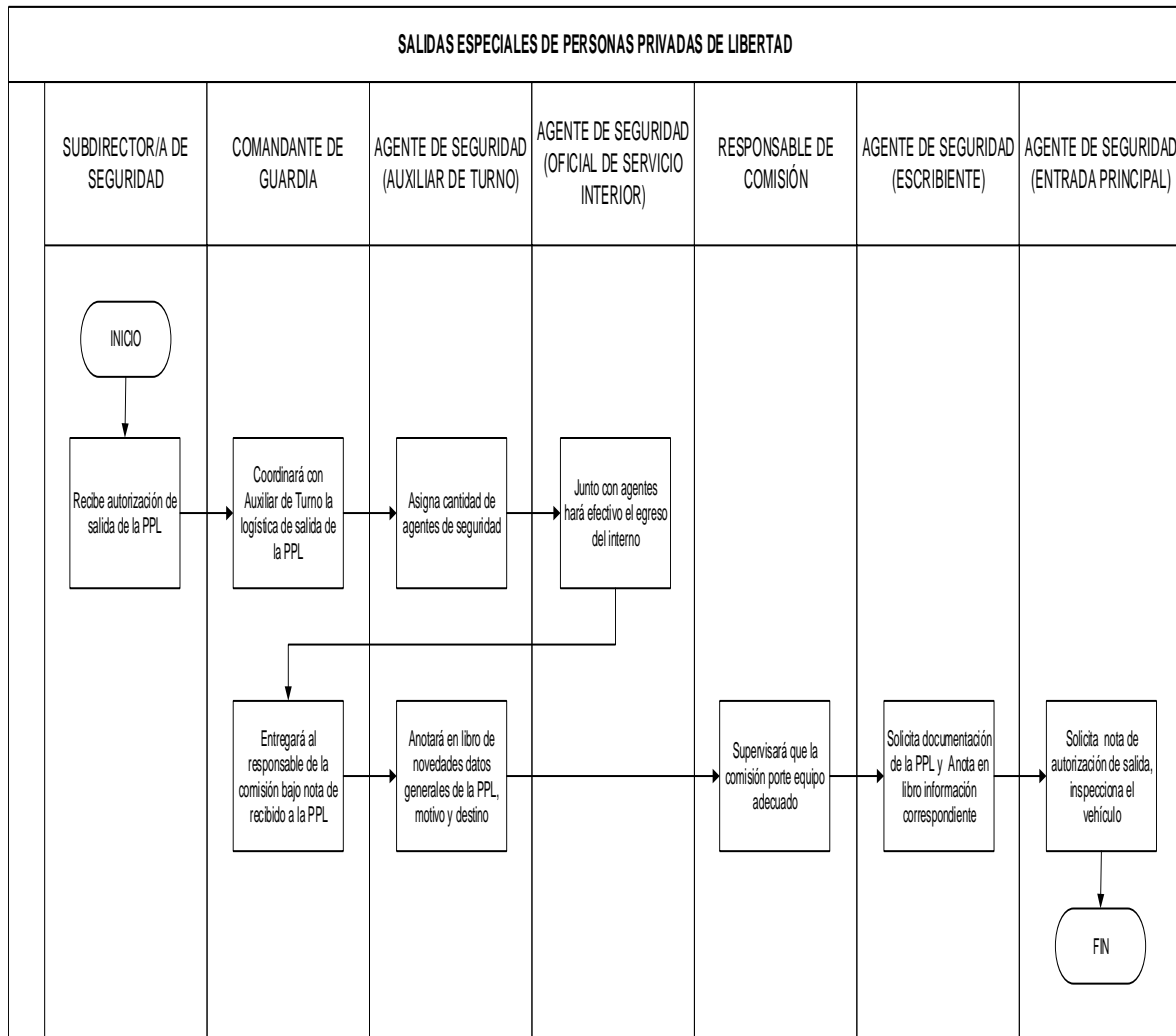 SALIDAS ESPECIALES DE PERSONAS PRIVADAS DE LIBERTAD
SUBDIRECTOR/A DE
SEGURIDAD
COMANDANTE DE
GUARDIA
AGENTE DE SEGURIDAD
(AUXILIAR DE TURNO)
AGENTE DE SEGURIDAD
(OFICIAL DE SERVICIO
INTERIOR)
RESPONSABLE DE
COMISIÓN
AGENTE DE SEGURIDAD
(ESCRIBIENTE)
AGENTE DE SEGURIDAD
(ENTRADA PRINCIPAL)
INICIO
Recibe autorización de
salida de la PPL
Coordinará con
Auxiliar de Turno la
logística de salida de
la PPL
Asigna cantidad de
agentes de seguridad
Junto con agentes
hará efectivo el egreso
del interno
Entregará al
responsable de la
comisión bajo nota de
recibido a la PPL
Anotará en libro de
novedades datos
generales de la PPL,
motivo y destino
Supervisará que la
comisión porte equipo
adecuado
Solicita documentación
de la PPL y Anota en
libro información
correspondiente
Solicita nota de
autorización de salida,
inspecciona el
vehículo
FIN